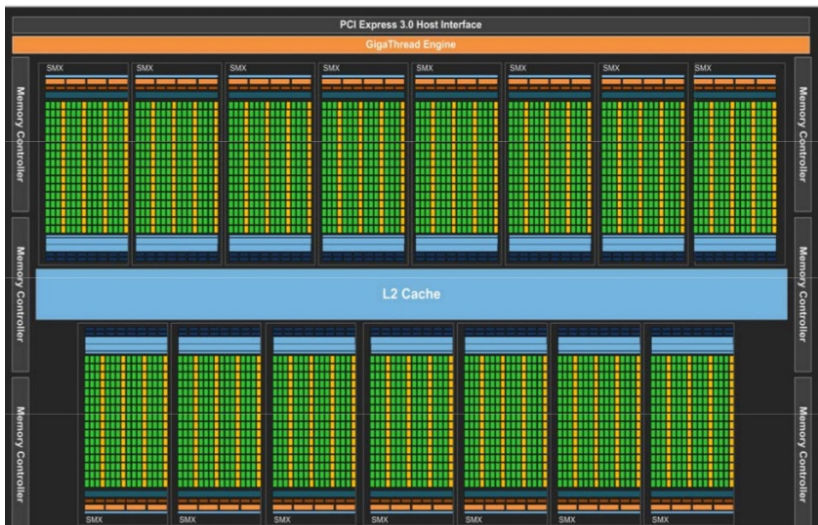 PCI Express 3.0 Host Interface
GigaThread Engine
SMX SMX SMX SMX SMX SMX SMX SMX
Memory Controller
Memory Controller
L2 Cache
Memory Controller
Memory Controller
Memory Controller
Memory Controller
SMX SMX SMX SMX SMX SMX SMX